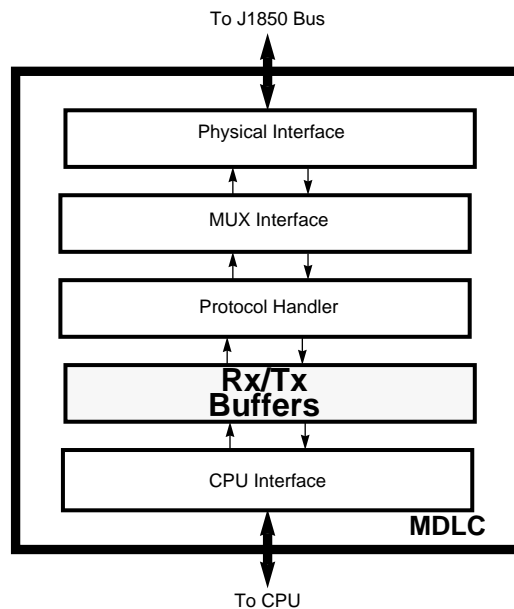 To J1850 Bus
Physical Interface
MUX Interface
Protocol Handler
Rx/Tx
Buffers
CPU Interface
MDLC
To CPU